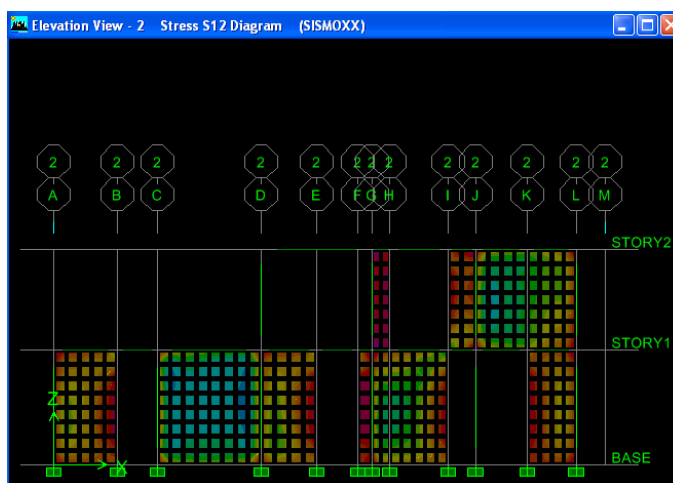 Elevation View - 2 Stress S12 Diagram (SISMOXX)
2 2 2 2 2 2 2 2 2 2 2 2 2
A B C D E F G H I J K L M
STORY2
STORY1
Z
X
BASE